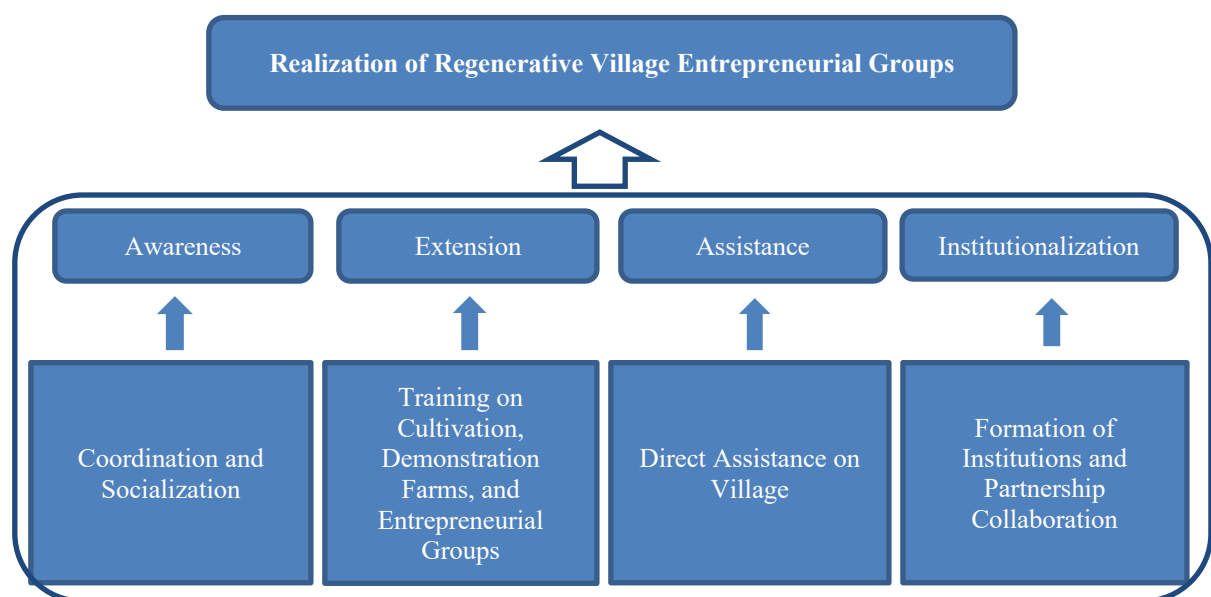 Realization of Regenerative Village Entrepreneurial Groups
Awareness
Extension
Assistance
Institutionalization
Coordination and
Socialization
Training on
Cultivation,
Demonstration
Farms, and
Entrepreneurial
Groups
Direct Assistance on
Village
Formation of
Institutions and
Partnership
Collaboration